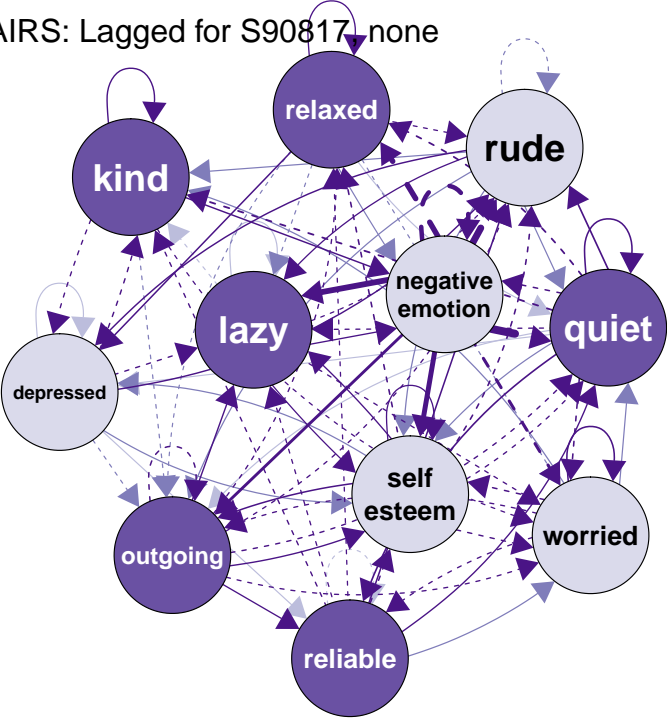 AIRS: Lagged for S90817, none
relaxed
rude
kind
negative
emotion
lazy
quiet
depressed
self
esteem
outgoing
worried
reliable